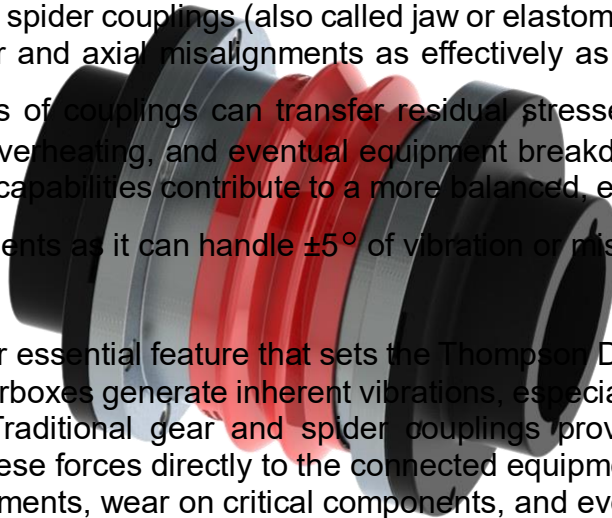 spider couplings (also called jaw or elastom
r and axial misalignments as effectively as
s of couplings can transfer residual stresse
verheating, and eventual equipment breakd
capabilities contribute to a more balanced, e
ents as it can handle ±5° of vibration or mis
r essential feature that sets the Thompson D
rboxes generate inherent vibrations, especia
Traditional gear and spider couplings prov
ese forces directly to the connected equipme
ments, wear on critical components, and eve